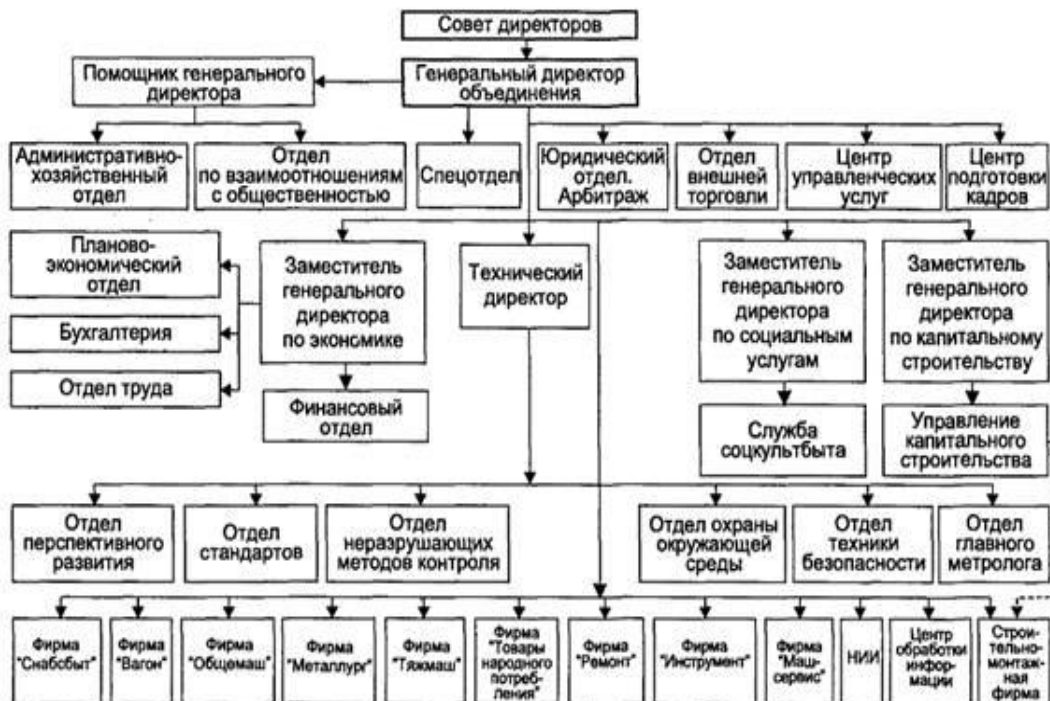 Совет директоров
Помощник генерального
директора
Генеральный директор
объединения
Административно-
хозяйственный
отдел
Отдел
по взаимоотношениям
с общественностью
Спецотдел
Юридический
отдел.
Арбитраж
Отдел
внешней
торговли
Центр
управленческих
услуг
Центр
подготовки
кадров
Планово-
экономический
отдел
Бухгалтерия
Отдел труда
Заместитель
генерального
директора
по экономике
Финансовый
отдел
Технический
директор
Заместитель
генерального
директора
по социальным
услугам
Служба
соцкультбыта
Заместитель
генерального
директора
по капитальному
строительству
Управление
капитального
строительства
Отдел
перспективного
развития
Отдел
стандартов
Отдел
неразрушающих
методов контроля
Отдел охраны
окружающей
среды
Отдел
техники
безопасности
Отдел
главного
метролога
Фирма
"Снабсбыт"
Фирма
"Вагон"
Фирма
"Общемаш"
Фирма
"Металлург"
Фирма
"Тяжмаш"
Фирма
"Товары
народного
потреб-
ления"
Фирма
"Ремонт"
Фирма
"Инструмент"
Фирма
"Маш-
сервис"
НИИ
Центр
обработки
инфор-
мации
Строи-
тельно-
монтаж-
ная
фирма